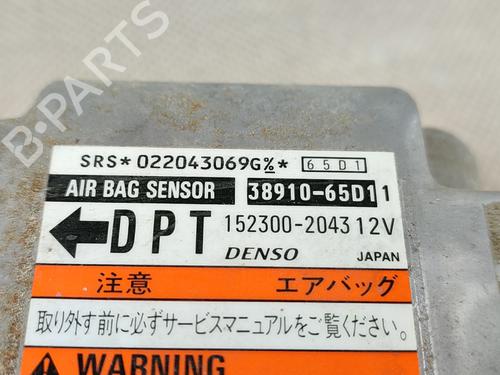 B-PARTS
SRS*022043069G%* 65D1
AIR BAG SENSOR 38910-65D11
DPT 152300-2043 12V
DENSO JAPAN
注意 エアバッグ
取り外す前に必ずサービスマニュアルをご覧ください。
WARNING